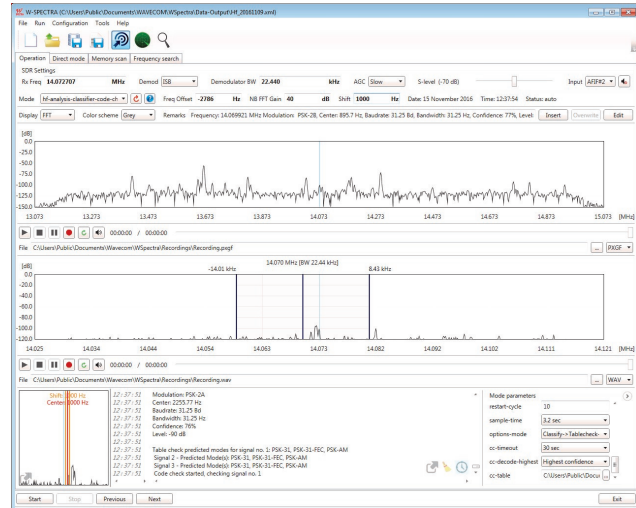 W-SPECTRA (C:\Users\Public\Documents\WAVECOM\WSpectra\Data-Output\Hf_20161109.xml)
File Run Configuration Tools Help
Operation Direct mode Memory scan Frequency search
SDR Settings
Rx Freq 14.072707 MHz Demod ISB Demodulator BW 22.440 kHz AGC Slow S-level (-70 dB) Input AFIF#2
Mode hf-analysis-classifier-code-ch Freq Offset -2786 Hz NB FFT Gain 40 dB Shift 1000 Hz Date: 15 November 2016 Time: 12:37:54 Status: auto
Display FFT Color scheme Grey Remarks Frequency: 14.069921 MHz Modulation: PSK-2B, Center: 895.7 Hz, Baudrate: 31.25 Bd, Bandwidth: 31.25 Hz, Confidence: 77%, Level: Insert Overwrite Edit
[dB]
0.0
-25.0
-50.0
-75.0
-100.0
-125.0
-150.0
13.073 13.273 13.473 13.673 13.873 14.073 14.273 14.473 14.673 14.873 15.073 [MHz]
00:00:00 / 00:00:00
File C:\Users\Public\Documents\Wavecom\WSpectra\Recordings\Recording.pxgf ... PXGF
14.070 MHz [BW 22.44 kHz]
[dB] -14.01 kHz 8.43 kHz
0.0
-20.0
-40.0
-60.0
-80.0
-100.0
-120.0
14.025 14.034 14.044 14.054 14.063 14.073 14.082 14.092 14.102 14.111 14.121 [MHz]
00:00:00 / 00:00:00
File C:\Users\Public\Documents\Wavecom\WSpectra\Recordings\Recording.wav ... WAV
Shift: 1000 Hz
Center: 1000 Hz
12:37:51 Modulation: PSK-2A
12:37:51 Center: 2255.77 Hz
12:37:51 Baudrate: 31.25 Bd
12:37:51 Bandwidth: 31.25 Hz
12:37:51 Confidence: 76%
12:37:51 Level: -90 dB
12:37:51
12:37:51 Table check predicted modes for signal no. 1: PSK-31, PSK-31-FEC, PSK-AM
12:37:51 Signal 2 - Predicted Mode(s): PSK-31, PSK-31-FEC, PSK-AM
12:37:51 Signal 3 - Predicted Mode(s): PSK-31, PSK-31-FEC, PSK-AM
12:37:51 Code check started, checking signal no. 1
Mode parameters
restart-cycle 10
sample-time 3.2 sec
options-mode Classify->Tablecheck-
cc-timeout 30 sec
cc-decode-highest Highest confidence
cc-table C:\Users\Public\Docur ...
Start Stop Previous Next Exit